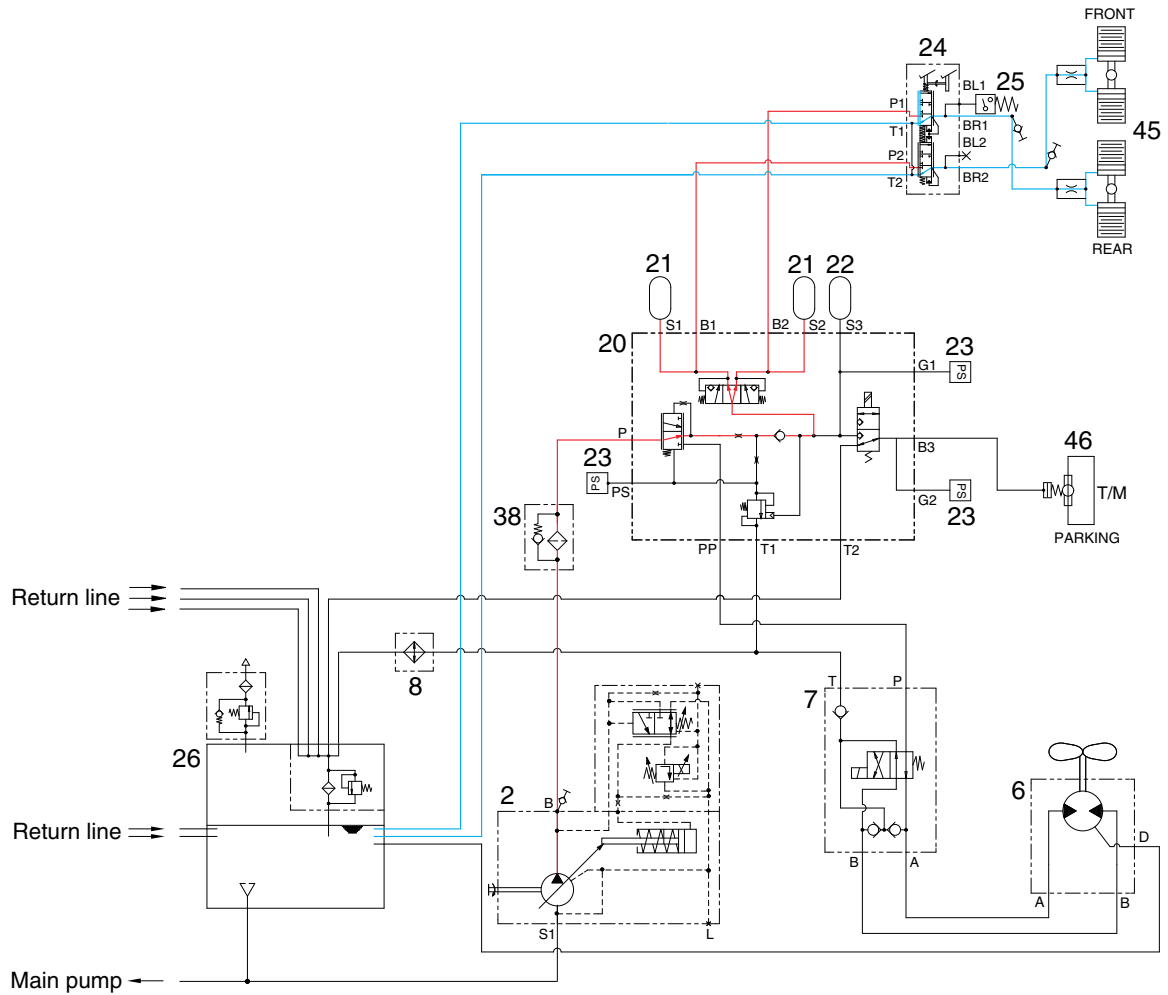 FRONT
24
BL1
25
P1
T1
BR1
BL2
45
P2
T2
BR2
REAR
21
21
22
S1
B1
B2
S2
S3
20
23
G1
PS
P
B3
46
23
PS
PS
PS
G2
23
T/M
PARKING
38
PP
T1
T2
Return line
8
T
P
7
26
2
B
6
Return line
D
B
A
A
B
S1
L
Main pump